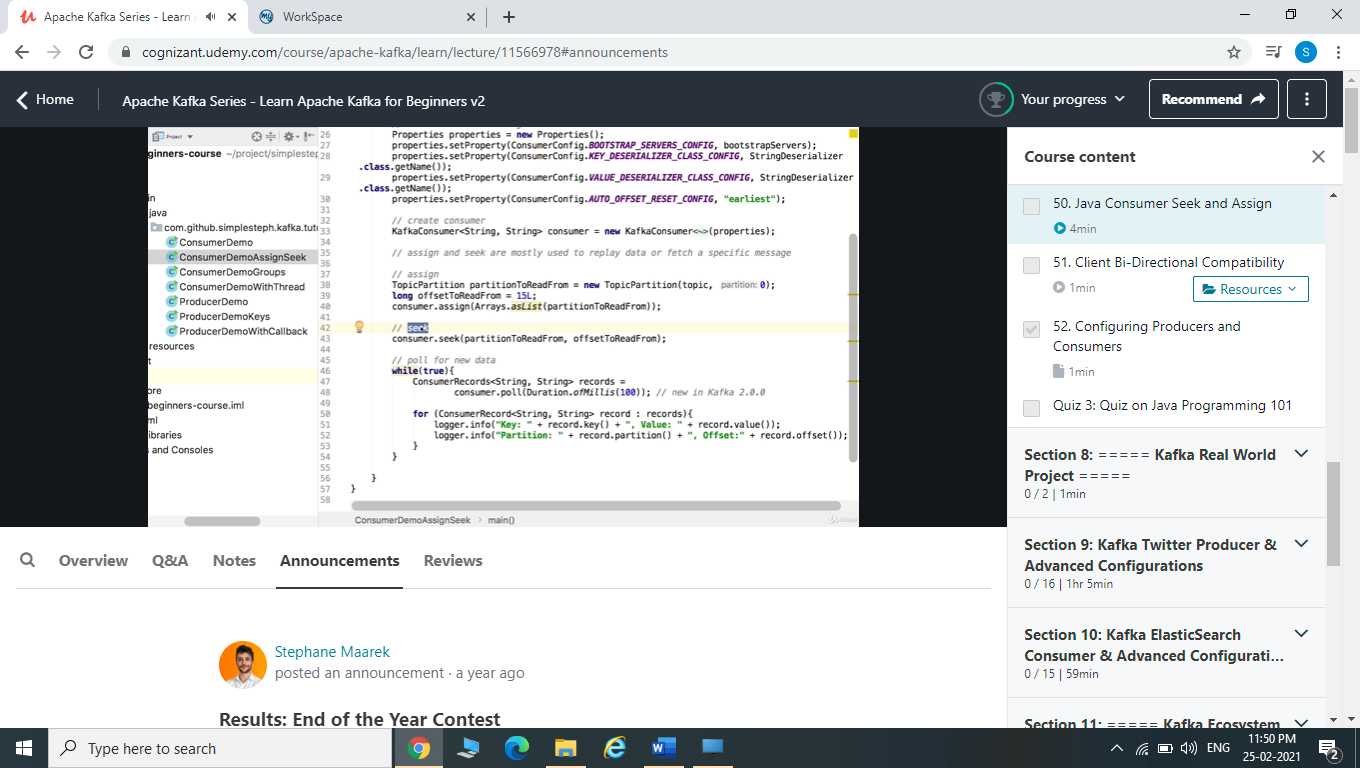 Apache Kafka Series - Learn
WorkSpace
cognizant.udemy.com/course/apache-kafka/learn/lecture/11566978#announcements
S
Home
Apache Kafka Series - Learn Apache Kafka for Beginners v2
Your progress
Recommend
Project
ginners-course ~/project/simplestep
in
java
com.github.simplesteph.kafka.tuto
ConsumerDemo
ConsumerDemoAssignSeek
ConsumerDemoGroups
ConsumerDemoWithThread
ProducerDemo
ProducerDemoKeys
ProducerDemoWithCallback
resources
t
ore
beginners-course.iml
ml
ibraries
s and Consoles
26 Properties properties = new Properties();
27 properties.setProperty(ConsumerConfig.BOOTSTRAP_SERVERS_CONFIG, bootstrapServers);
28 properties.setProperty(ConsumerConfig.KEY_DESERIALIZER_CLASS_CONFIG, StringDeserializer
.class.getName());
29 properties.setProperty(ConsumerConfig.VALUE_DESERIALIZER_CLASS_CONFIG, StringDeserializer
.class.getName());
30 properties.setProperty(ConsumerConfig.AUTO_OFFSET_RESET_CONFIG, "earliest");
31
32 // create consumer
33 KafkaConsumer<String, String> consumer = new KafkaConsumer<~>(properties);
34
35 // assign and seek are mostly used to replay data or fetch a specific message
36
37 // assign
38 TopicPartition partitionToReadFrom = new TopicPartition(topic, partition: 0);
39 long offsetToReadFrom = 15L;
40 consumer.assign(Arrays.asList(partitionToReadFrom));
41
42 // seek
43 consumer.seek(partitionToReadFrom, offsetToReadFrom);
44
45 // poll for new data
46 while(true){
47 ConsumerRecords<String, String> records =
48 consumer.poll(Duration.ofMillis(100)); // new in Kafka 2.0.0
49
50 for (ConsumerRecord<String, String> record : records){
51 logger.info("Key: " + record.key() + ", Value: " + record.value());
52 logger.info("Partition: " + record.partition() + ", Offset:" + record.offset());
53 }
54 }
55
56 }
57 }
58
ConsumerDemoAssignSeek > main()
Course content
50. Java Consumer Seek and Assign
4min
51. Client Bi-Directional Compatibility
1min
Resources
52. Configuring Producers and
Consumers
1min
Quiz 3: Quiz on Java Programming 101
Section 8: ===== Kafka Real World
Project =====
0 / 2 | 1min
Section 9: Kafka Twitter Producer &
Advanced Configurations
0 / 16 | 1hr 5min
Section 10: Kafka ElasticSearch
Consumer & Advanced Configurati...
0 / 15 | 59min
Section 11: ===== Kafka Ecosystem
Overview
Q&A
Notes
Announcements
Reviews
Stephane Maarek
posted an announcement · a year ago
Results: End of the Year Contest
Type here to search
ENG
11:50 PM
25-02-2021
2